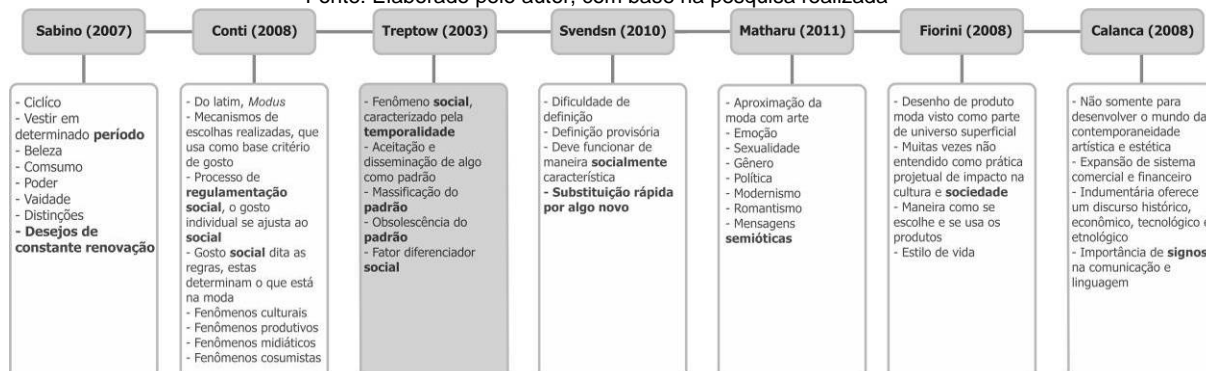 Fonte: Elaborado pelo autor, com base na pesquisa realizada
Sabino (2007)
- Ciclíco
- Vestir em
determinado período
- Beleza
- Comsumo
- Poder
- Vaidade
- Distinções
- Desejos de
constante renovação
Conti (2008)
- Do latim, Modus
- Mecanismos de
escolhas realizadas, que
usa como base critério
de gosto
- Processo de
regulamentação
social, o gosto
individual se ajusta ao
social
- Gosto social dita as
regras, estas
determinam o que está
na moda
- Fenômenos culturais
- Fenômenos produtivos
- Fenômenos midiáticos
- Fenômenos cosumistas
Treptow (2003)
- Fenômeno social,
caracterizado pela
temporalidade
- Aceitação e
disseminação de algo
como padrão
- Massificação do
padrão
- Obsolescência do
padrão
- Fator diferenciador
social
Svendsn (2010)
- Dificuldade de
definição
- Definição provisória
- Deve funcionar de
maneira socialmente
característica
- Substituição rápida
por algo novo
Matharu (2011)
- Aproximação da
moda com arte
- Emoção
- Sexualidade
- Gênero
- Política
- Modernismo
- Romantismo
- Mensagens
semióticas
Fiorini (2008)
- Desenho de produto
moda visto como parte
de universo superficial
- Muitas vezes não
entendido como prática
projetual de impacto na
cultura e sociedade
- Maneira como se
escolhe e se usa os
produtos
- Estilo de vida
Calanca (2008)
- Não somente para
desenvolver o mundo da
contemporaneidade
artística e estética
- Expansão de sistema
comercial e financeiro
- Indumentária oferece
um discurso histórico,
econômico, tecnológico e
etnológico
- Importância de signos
na comunicação e
linguagem